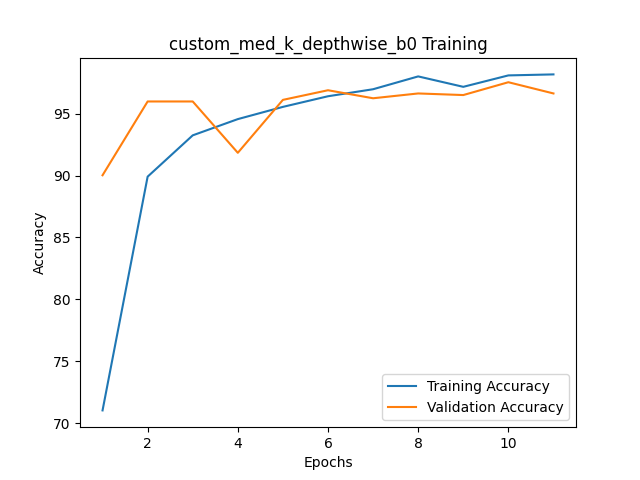 custom_med_k_depthwise_b0 Training
Accuracy
95
90
85
80
75
70
2 4 6 8 10
Epochs
Training Accuracy
Validation Accuracy